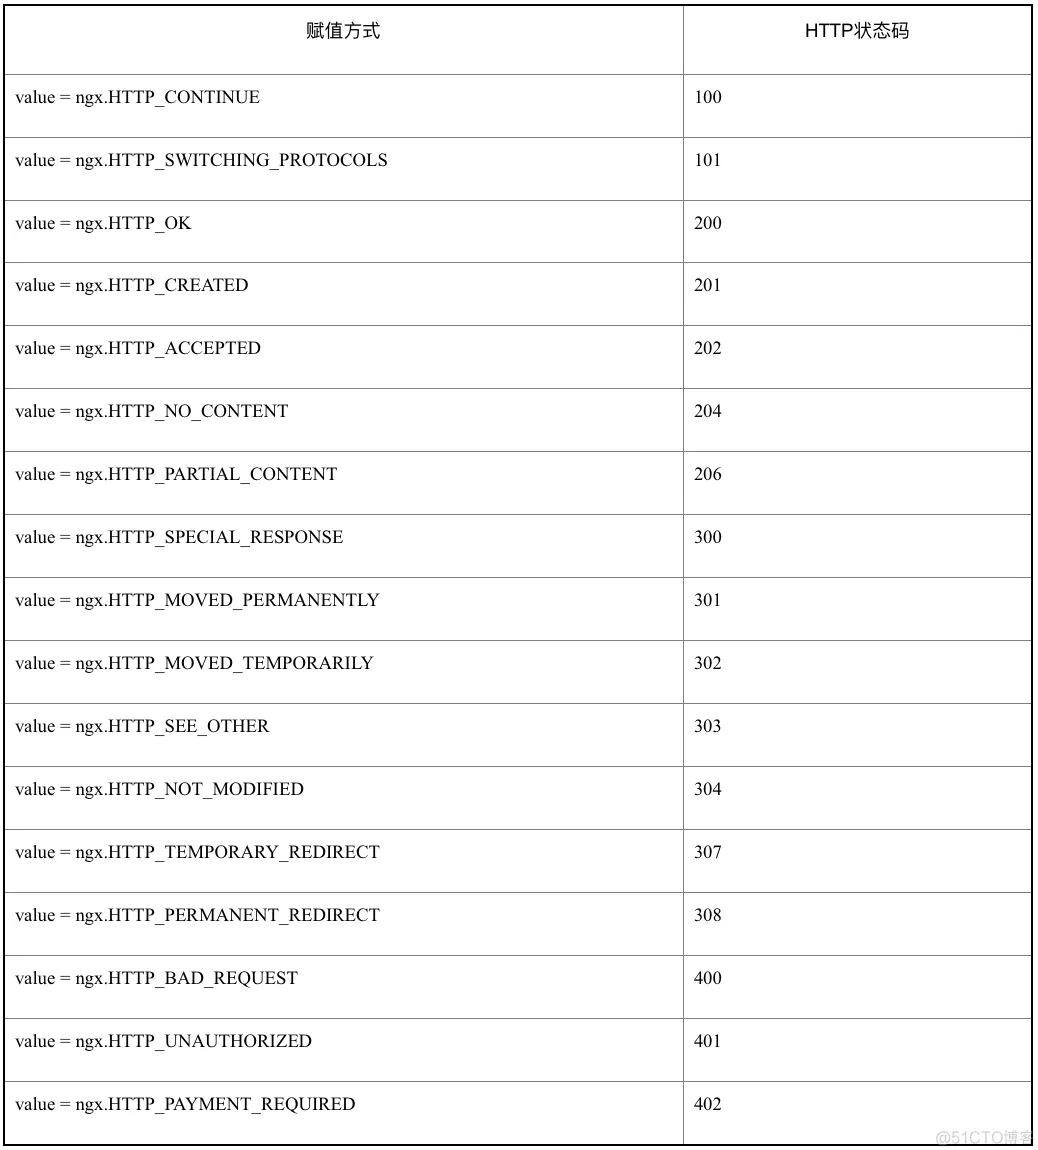 赋值方式 HTTP状态码
value = ngx.HTTP_CONTINUE 100
value = ngx.HTTP_SWITCHING_PROTOCOLS 101
value = ngx.HTTP_OK 200
value = ngx.HTTP_CREATED 201
value = ngx.HTTP_ACCEPTED 202
value = ngx.HTTP_NO_CONTENT 204
value = ngx.HTTP_PARTIAL_CONTENT 206
value = ngx.HTTP_SPECIAL_RESPONSE 300
value = ngx.HTTP_MOVED_PERMANENTLY 301
value = ngx.HTTP_MOVED_TEMPORARILY 302
value = ngx.HTTP_SEE_OTHER 303
value = ngx.HTTP_NOT_MODIFIED 304
value = ngx.HTTP_TEMPORARY_REDIRECT 307
value = ngx.HTTP_PERMANENT_REDIRECT 308
value = ngx.HTTP_BAD_REQUEST 400
value = ngx.HTTP_UNAUTHORIZED 401
value = ngx.HTTP_PAYMENT_REQUIRED 402
@51CTO博客